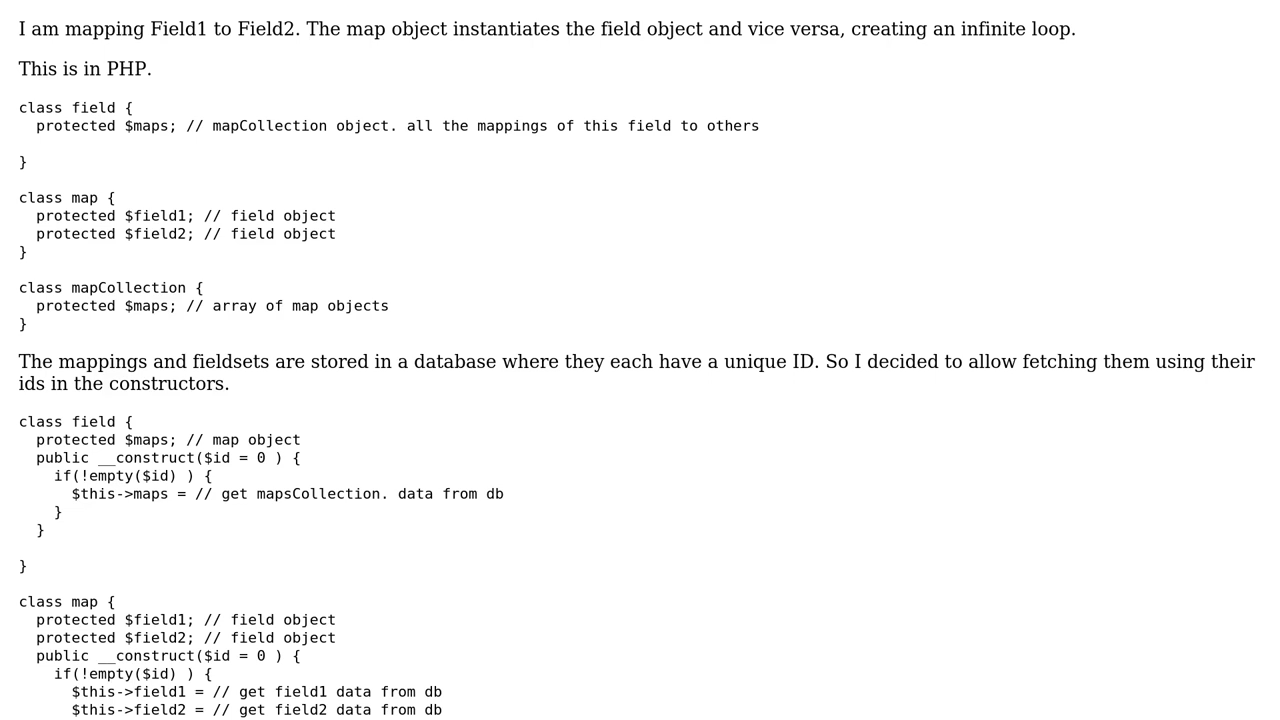 I am mapping Field1 to Field2. The map object instantiates the field object and vice versa, creating an infinite loop.
This is in PHP.
class field {
  protected $maps; // mapCollection object. all the mappings of this field to others

}

class map {
  protected $field1; // field object
  protected $field2; // field object
}

class mapCollection {
  protected $maps; // array of map objects
}
The mappings and fieldsets are stored in a database where they each have a unique ID. So I decided to allow fetching them using their
ids in the constructors.
class field {
  protected $maps; // map object
  public __construct($id = 0 ) {
    if(!empty($id) ) {
      $this->maps = // get mapsCollection. data from db
    }
  }

}

class map {
  protected $field1; // field object
  protected $field2; // field object
  public __construct($id = 0 ) {
    if(!empty($id) ) {
      $this->field1 = // get field1 data from db
      $this->field2 = // get field2 data from db